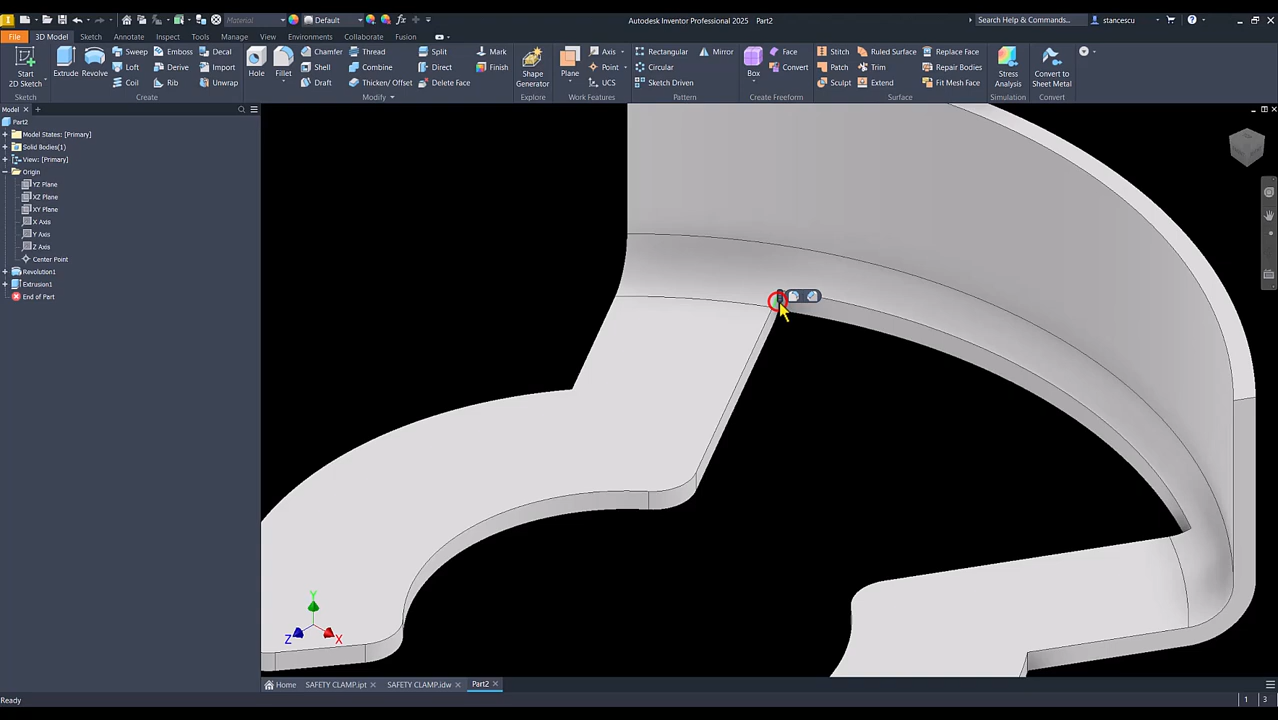 Material
Default
Autodesk Inventor Professional 2025 Part2
Search Help & Commands...
stancescu
File
3D Model
Sketch
Annotate
Inspect
Tools
Manage
View
Environments
Collaborate
Fusion
Start
2D Sketch
Extrude
Revolve
Sweep
Emboss
Decal
Loft
Derive
Import
Coil
Rib
Unwrap
Hole
Fillet
Chamfer
Thread
Split
Mark
Shell
Combine
Direct
Finish
Draft
Thicken/ Offset
Delete Face
Shape
Generator
Plane
Axis
Point
UCS
Rectangular
Mirror
Circular
Sketch Driven
Box
Face
Convert
Stitch
Ruled Surface
Replace Face
Patch
Trim
Repair Bodies
Sculpt
Extend
Fit Mesh Face
Stress
Analysis
Convert to
Sheet Metal
Sketch
Create
Modify
Explore
Work Features
Pattern
Create Freeform
Surface
Simulation
Convert
Model
Part2
Model States: [Primary]
Solid Bodies(1)
View: [Primary]
Origin
YZ Plane
XZ Plane
XY Plane
X Axis
Y Axis
Z Axis
Center Point
Revolution1
Extrusion1
End of Part
Y
Z
X
Home
SAFETY CLAMP.ipt
SAFETY CLAMP.idw
Part2
Ready
1
3